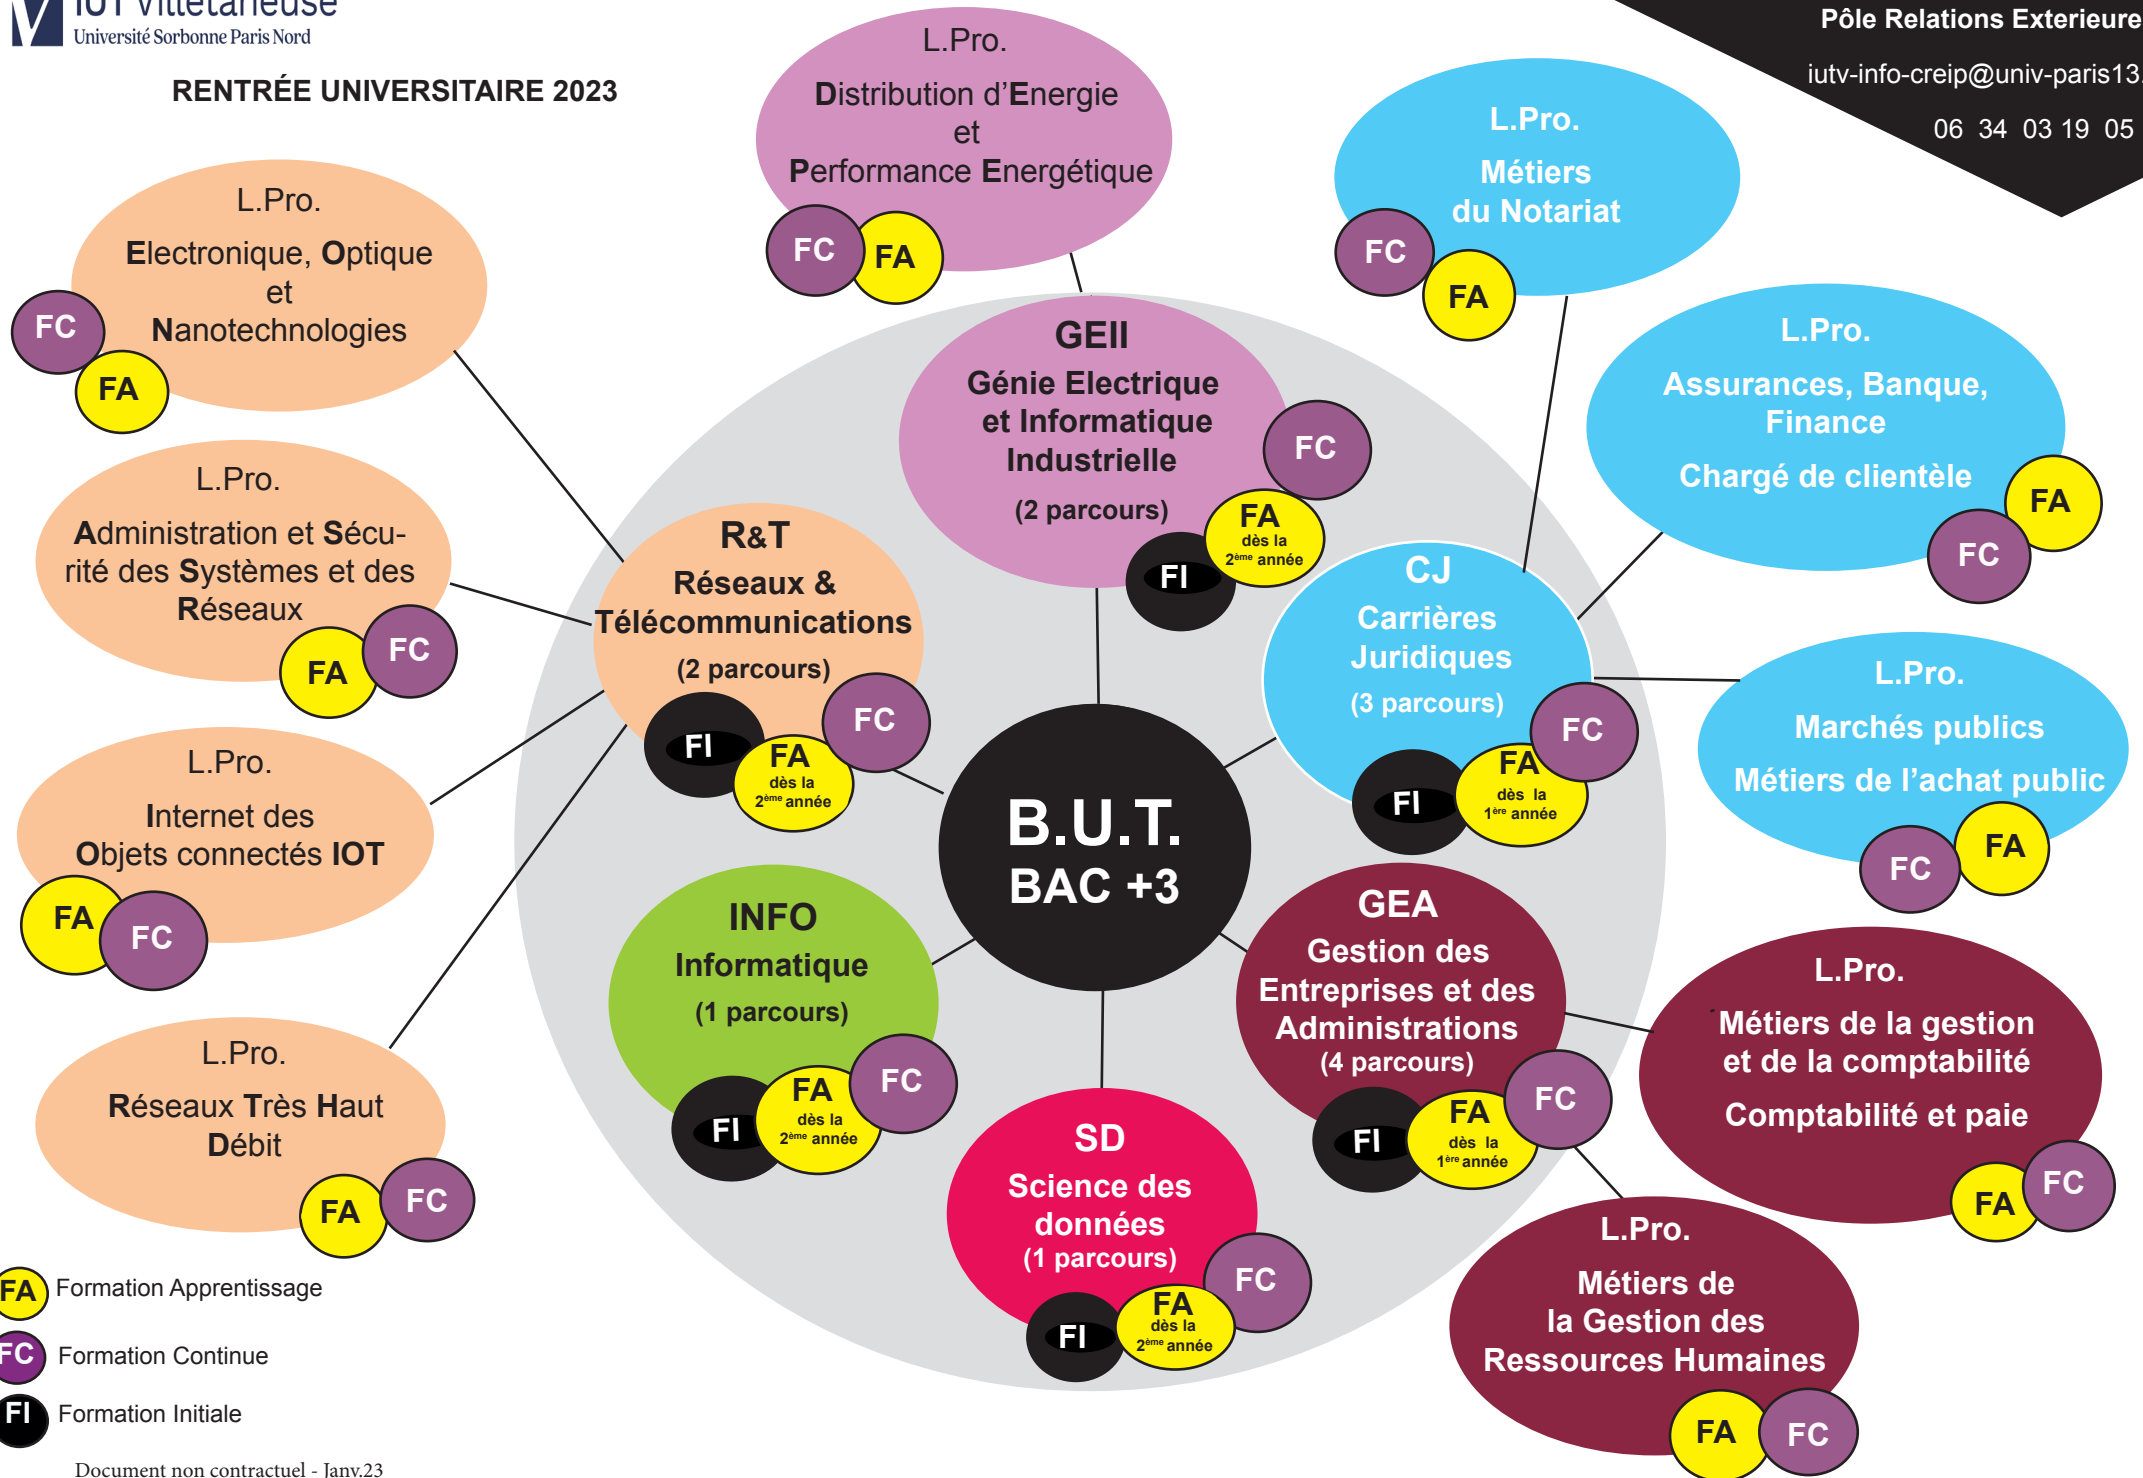 IUT Villetaneuse
Université Sorbonne Paris Nord
RENTRÉE UNIVERSITAIRE 2023
Pôle Relations Exterieure
iutv-info-creip@univ-paris13.
06 34 03 19 05
L.Pro.
Distribution d’Energie
et
Performance Energétique
FC
FA
L.Pro.
Métiers
du Notariat
FC
FA
L.Pro.
Electronique, Optique
et
Nanotechnologies
FC
FA
L.Pro.
Assurances, Banque,
Finance
Chargé de clientèle
FA
FC
GEII
Génie Electrique
et Informatique
Industrielle
(2 parcours)
FC
FA
dès la
2ème année
FI
L.Pro.
Administration et Sécu-
rité des Systèmes et des
Réseaux
FA
FC
R&T
Réseaux &
Télécommunications
(2 parcours)
FI
FA
dès la
2ème année
FC
CJ
Carrières
Juridiques
(3 parcours)
FI
FA
dès la
1ère année
FC
L.Pro.
Marchés publics
Métiers de l’achat public
FC
FA
L.Pro.
Internet des
Objets connectés IOT
FA
FC
B.U.T.
BAC +3
INFO
Informatique
(1 parcours)
FI
FA
dès la
2ème année
FC
GEA
Gestion des
Entreprises et des
Administrations
(4 parcours)
FI
FA
dès la
1ère année
FC
L.Pro.
Métiers de la gestion
et de la comptabilité
Comptabilité et paie
FA
FC
L.Pro.
Réseaux Très Haut
Débit
FA
FC
SD
Science des
données
(1 parcours)
FI
FA
dès la
2ème année
FC
L.Pro.
Métiers de
la Gestion des
Ressources Humaines
FA
FC
FA Formation Apprentissage
FC Formation Continue
FI Formation Initiale
Document non contractuel - Janv.23